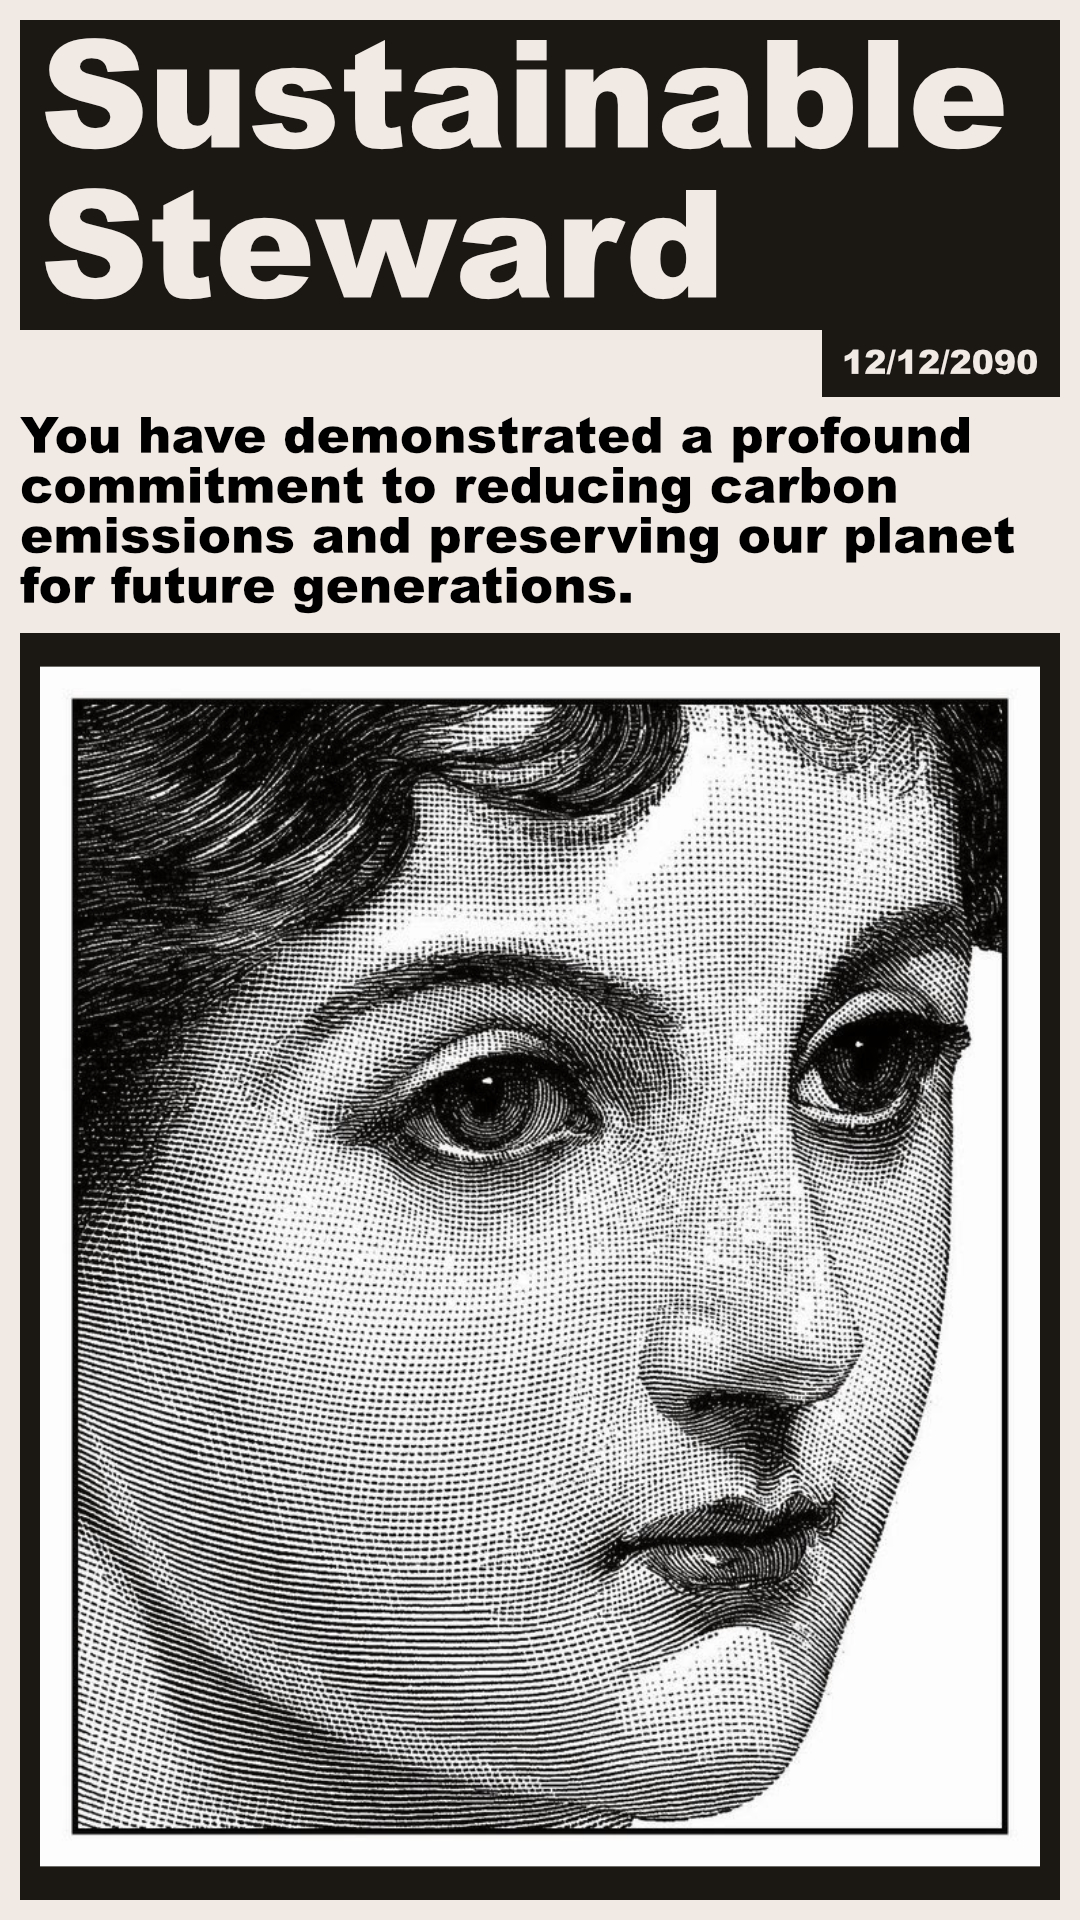 Sustainable
Steward
12/12/2090
You have demonstrated a profound
commitment to reducing carbon
emissions and preserving our planet
for future generations.